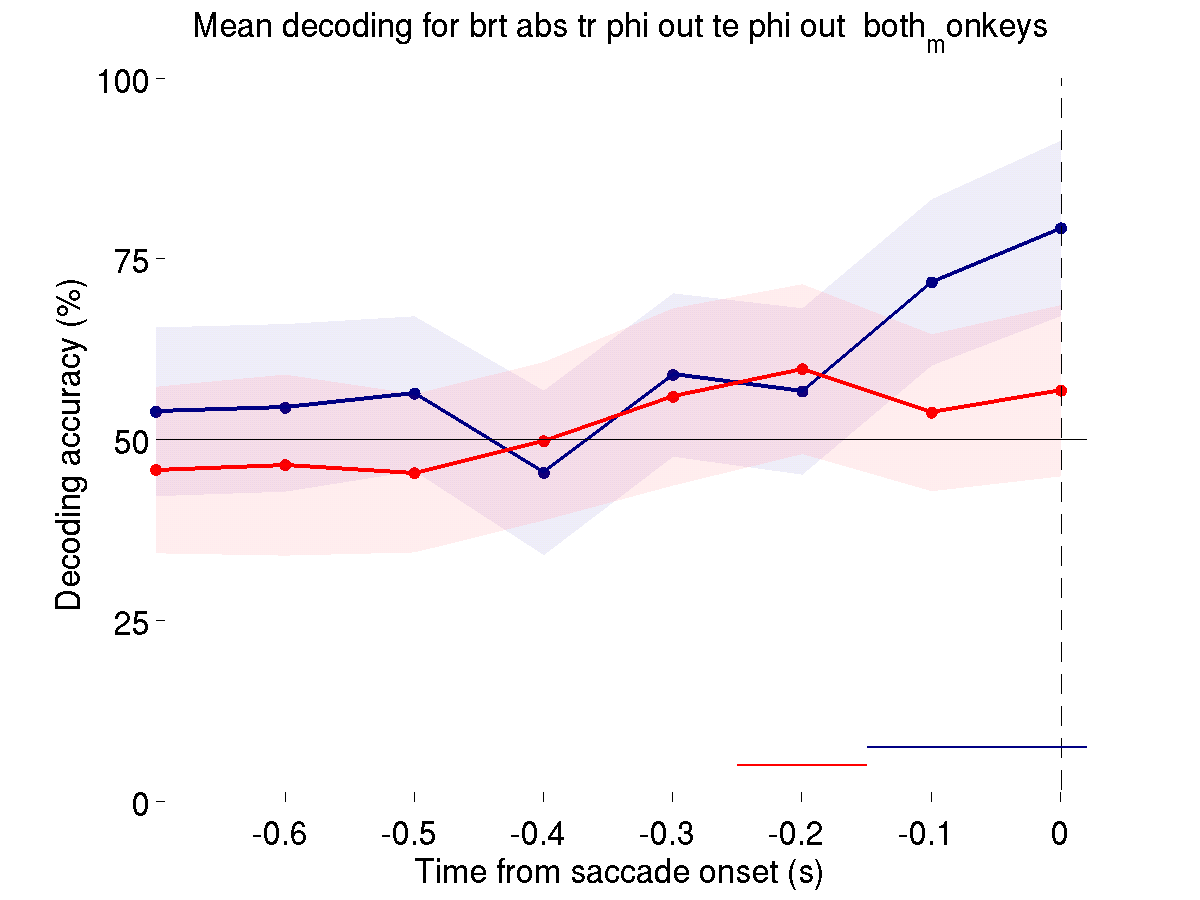 Mean decoding for brt abs tr phi out te phi out  both_monkeys
100
75
50
25
0
Decoding accuracy (%)
-0.6 -0.5 -0.4 -0.3 -0.2 -0.1 0
Time from saccade onset (s)